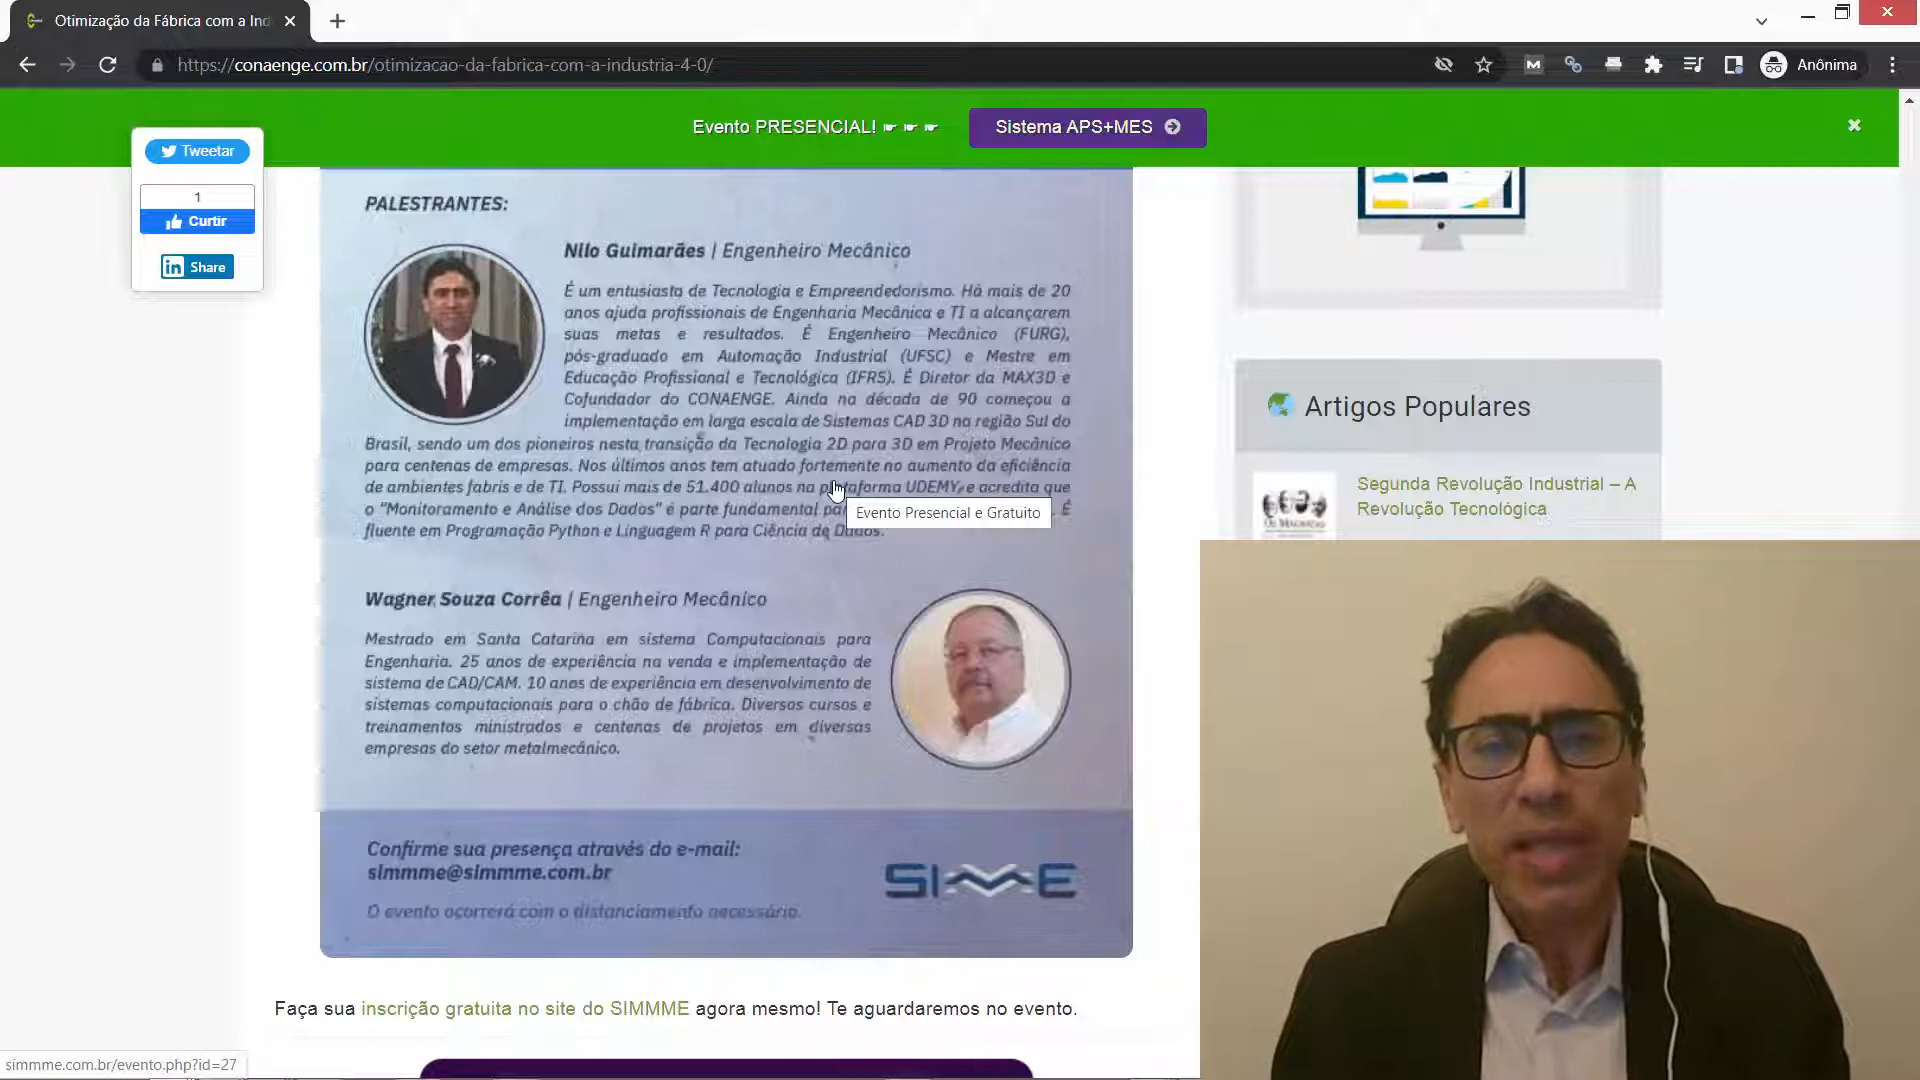 Otimização da Fábrica com a Ind
https://conaenge.com.br/otimizacao-da-fabrica-com-a-industria-4-0/
Anônima
Evento PRESENCIAL!
Sistema APS+MES
Tweetar
1
Curtir
Share
PALESTRANTES:
Nilo Guimarães | Engenheiro Mecânico
É um entusiasta de Tecnologia e Empreendedorismo. Há mais de 20
anos ajuda profissionais de Engenharia Mecânica e TI a alcançarem
suas metas e resultados. É Engenheiro Mecânico (FURG),
pós-graduado em Automação Industrial (UFSC) e Mestre em
Educação Profissional e Tecnológica (IFRS). É Diretor da MAX3D e
Cofundador do CONAENGE. Ainda na década de 90 começou a
implementação em larga escala de Sistemas CAD 3D na região Sul do
Brasil, sendo um dos pioneiros nesta transição da Tecnologia 2D para 3D em Projeto Mecânico
para centenas de empresas. Nos últimos anos tem atuado fortemente no aumento da eficiência
de ambientes fabris e de TI. Possui mais de 51.400 alunos na plataforma UDEMY, e acredita que
o "Monitoramento e Análise dos Dados" é parte fundamental É
fluente em Programação Python e Linguagem R para Ciência de Dados.
Evento Presencial e Gratuito
Wagner Souza Corrêa | Engenheiro Mecânico
Mestrado em Santa Catarina em sistema Computacionais para
Engenharia. 25 anos de experiência na venda e implementação de
sistema de CAD/CAM. 10 anos de experiência em desenvolvimento de
sistemas computacionais para o chão de fábrica. Diversos cursos e
treinamentos ministrados e centenas de projetos em diversas
empresas do setor metalmecânico.
Confirme sua presença através do e-mail:
simmme@simmme.com.br
O evento ocorrerá com o distanciamento necessário.
Faça sua inscrição gratuita no site do SIMMME agora mesmo! Te aguardaremos no evento.
Artigos Populares
Segunda Revolução Industrial – A
Revolução Tecnológica
simmme.com.br/evento.php?id=27